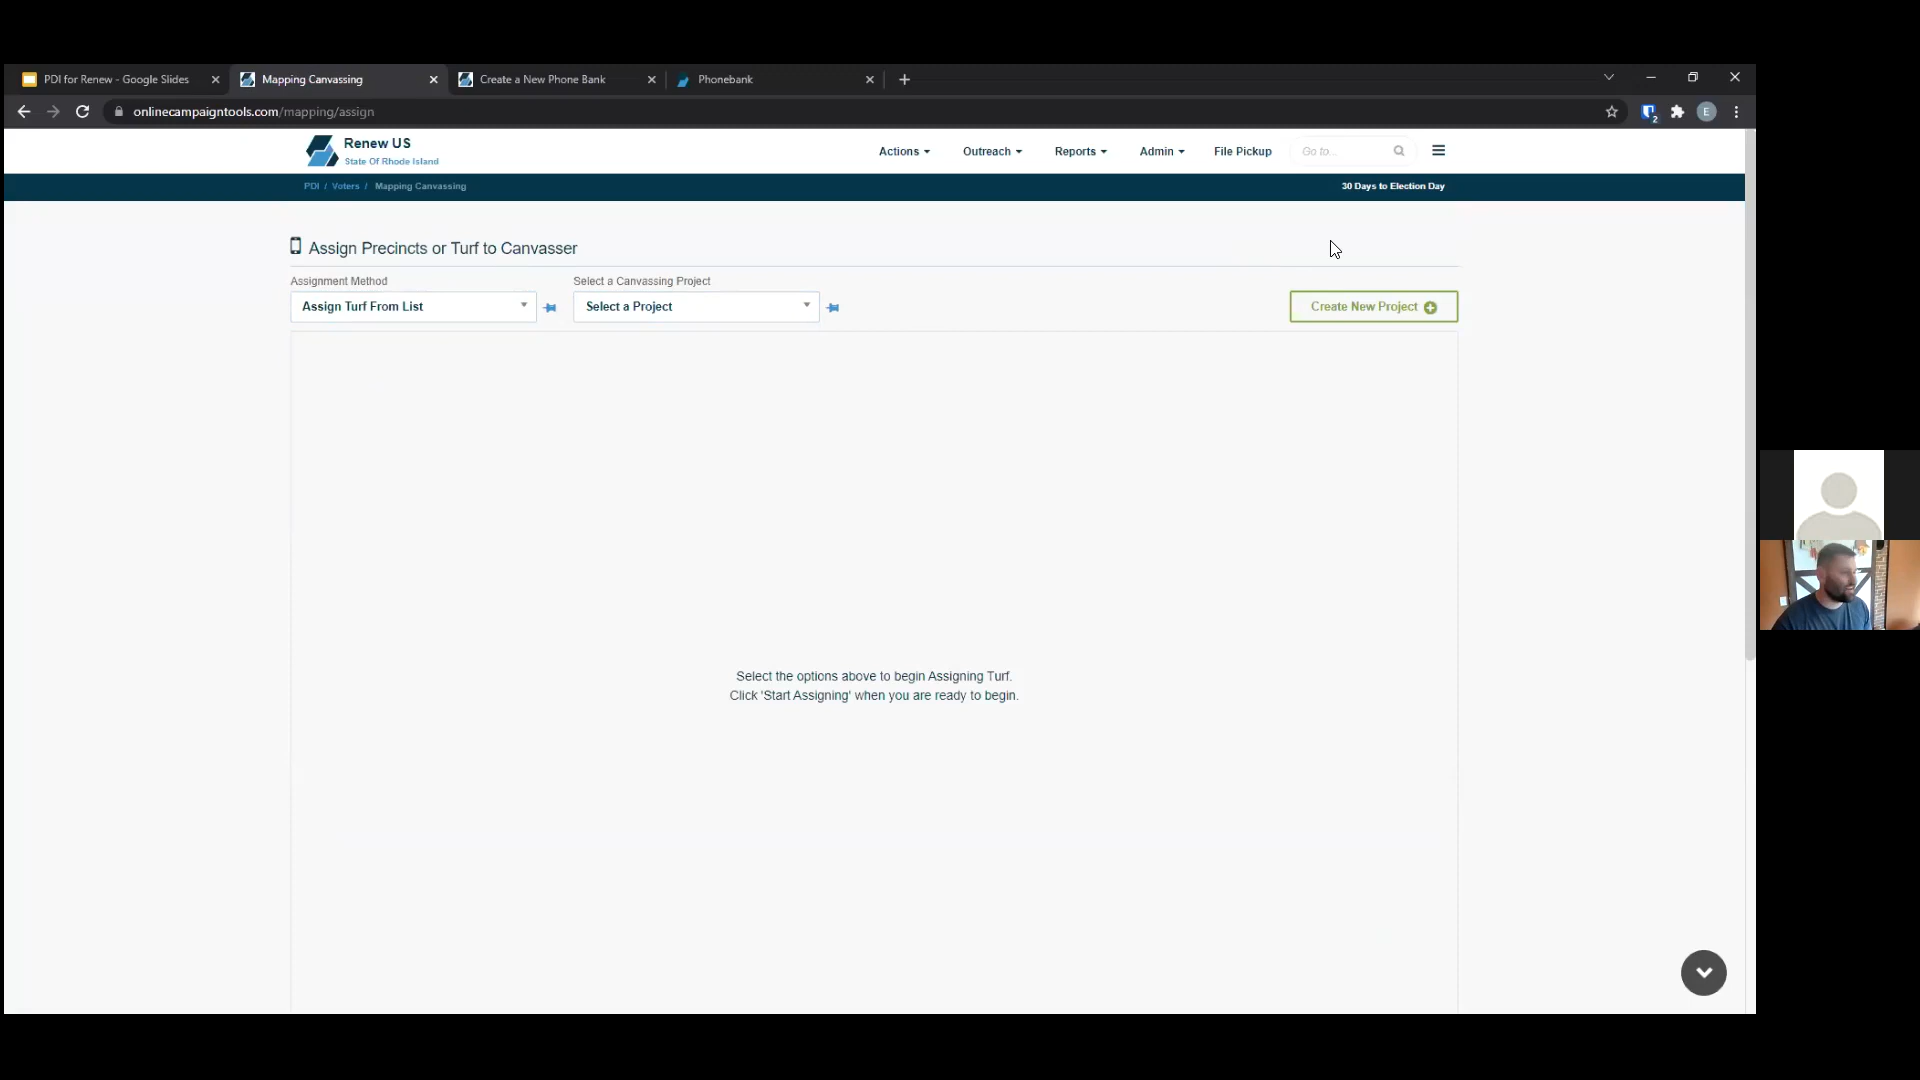 PDI for Renew - Google Slides
Mapping Canvassing
Create a New Phone Bank
Phonebank
onlinecampaigntools.com/mapping/assign
2
E
Renew US
State Of Rhode Island
Actions
Outreach
Reports
Admin
File Pickup
Go to...
PDI / Voters / Mapping Canvassing
30 Days to Election Day
Assign Precincts or Turf to Canvasser
Assignment Method
Select a Canvassing Project
Assign Turf From List
Select a Project
Create New Project
Select the options above to begin Assigning Turf.
Click 'Start Assigning' when you are ready to begin.